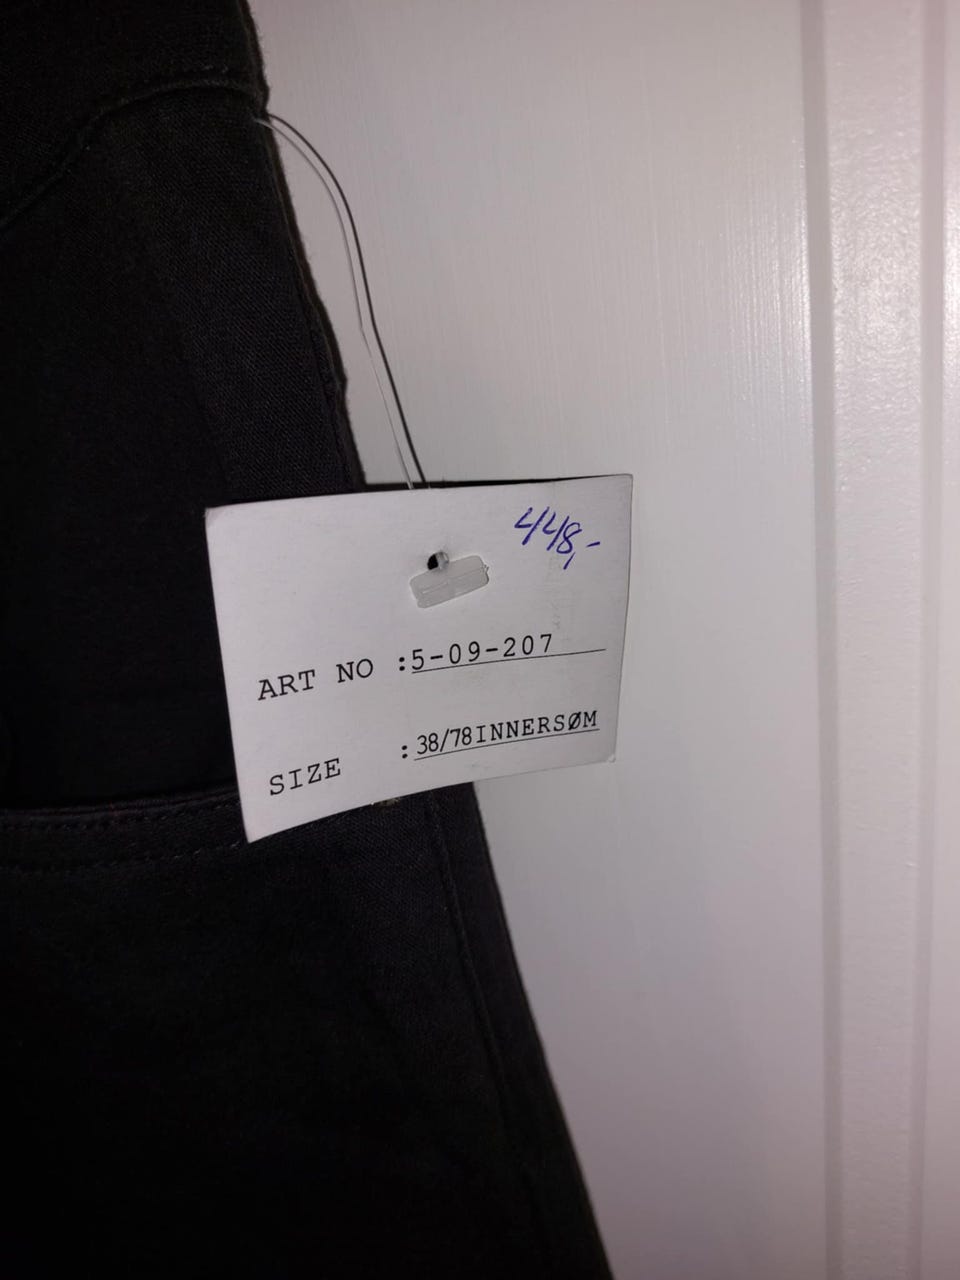 448,-
ART NO :5-09-207
SIZE :38/78INNERSØM